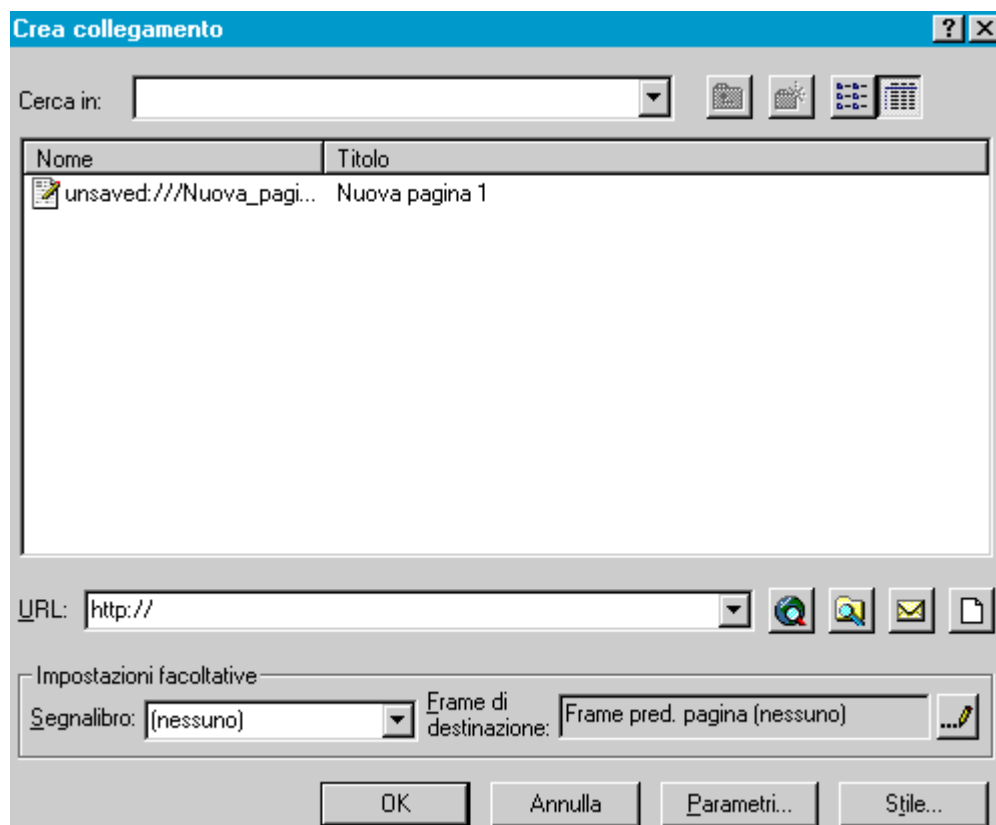 Crea collegamento
Cerca in:
Nome Titolo
unsaved:///Nuova_pagi... Nuova pagina 1
URL: http://
Impostazioni facoltative
Segnalibro: (nessuno) Frame di destinazione: Frame pred. pagina (nessuno) ...
OK Annulla Parametri... Stile...